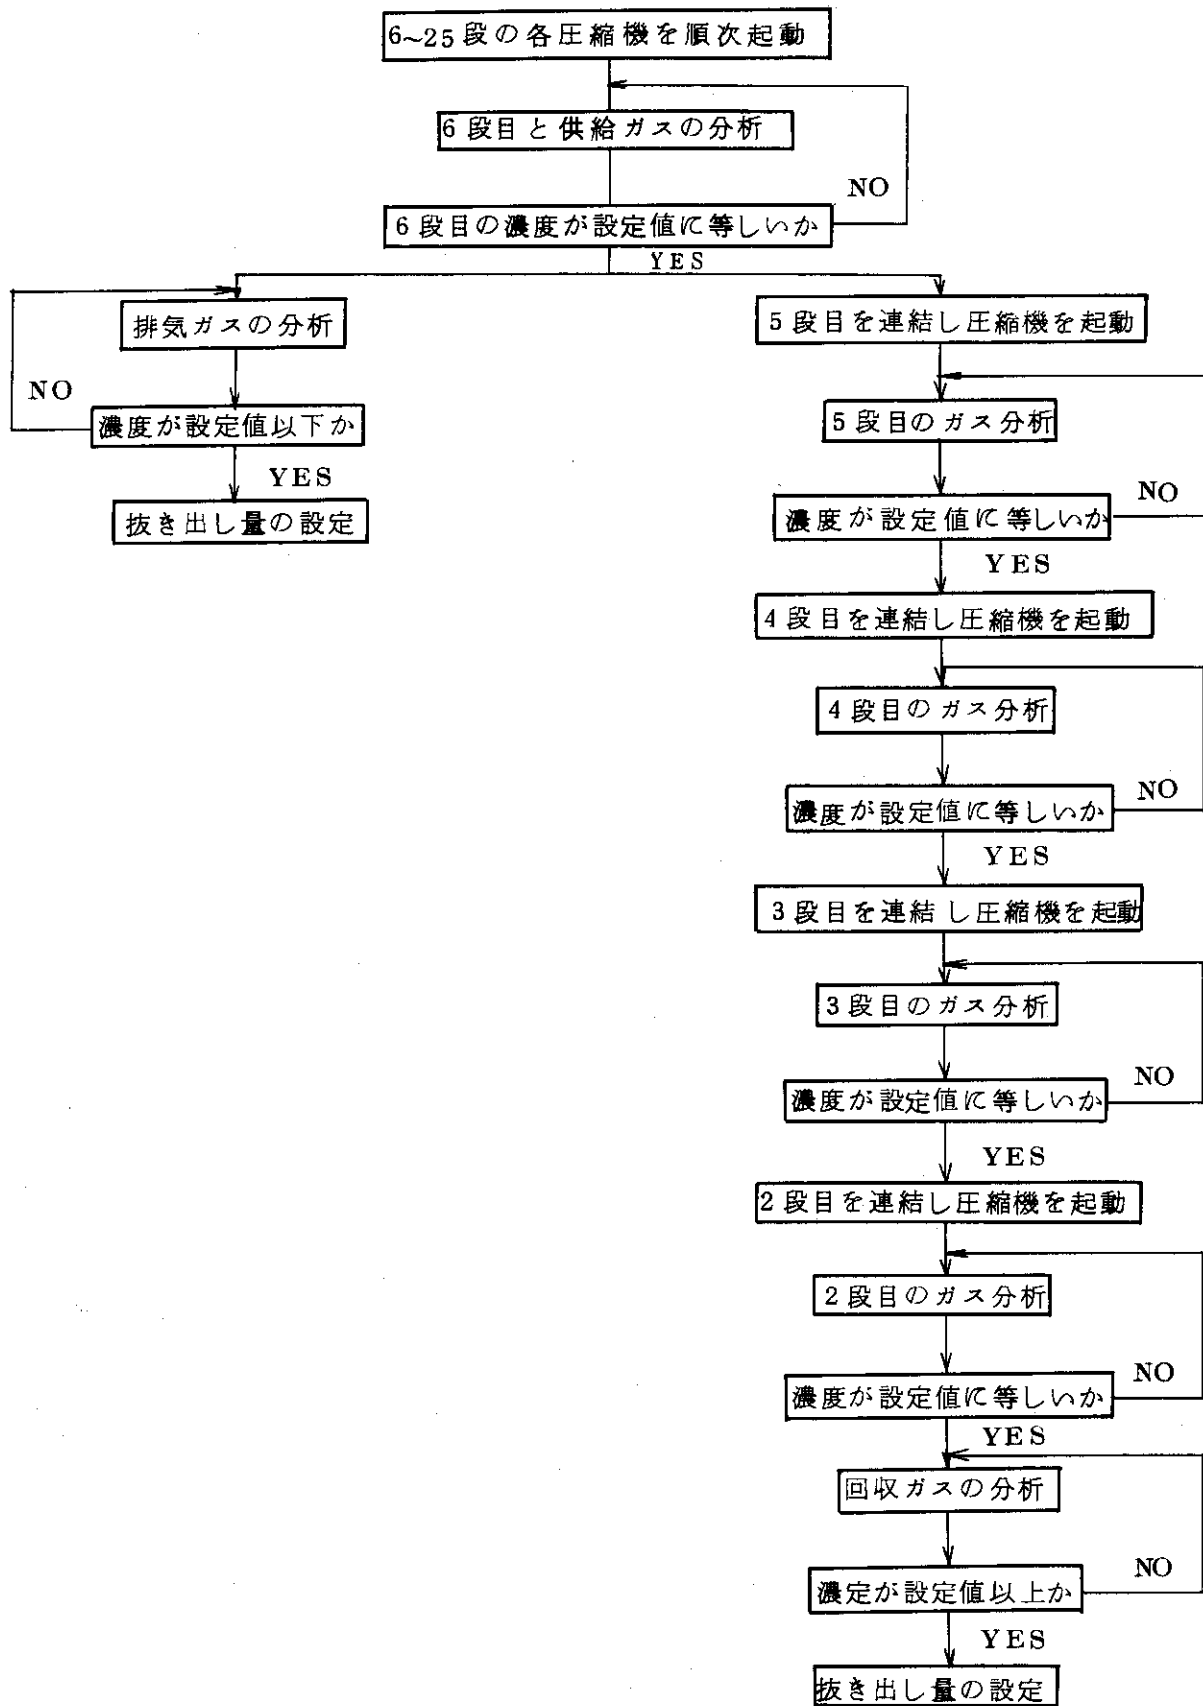 6~25段の各圧縮機を順次起動
6段目と供給ガスの分析
NO
6段目の濃度が設定値に等しいか
YES
排気ガスの分析
NO
濃度が設定値以下か
YES
抜き出し量の設定
5段目を連結し圧縮機を起動
5段目のガス分析
NO
濃度が設定値に等しいか
YES
4段目を連結し圧縮機を起動
4段目のガス分析
NO
濃度が設定値に等しいか
YES
3段目を連結し圧縮機を起動
3段目のガス分析
NO
濃度が設定値に等しいか
YES
2段目を連結し圧縮機を起動
2段目のガス分析
NO
濃度が設定値に等しいか
YES
回収ガスの分析
NO
濃定が設定値以上か
YES
抜き出し量の設定